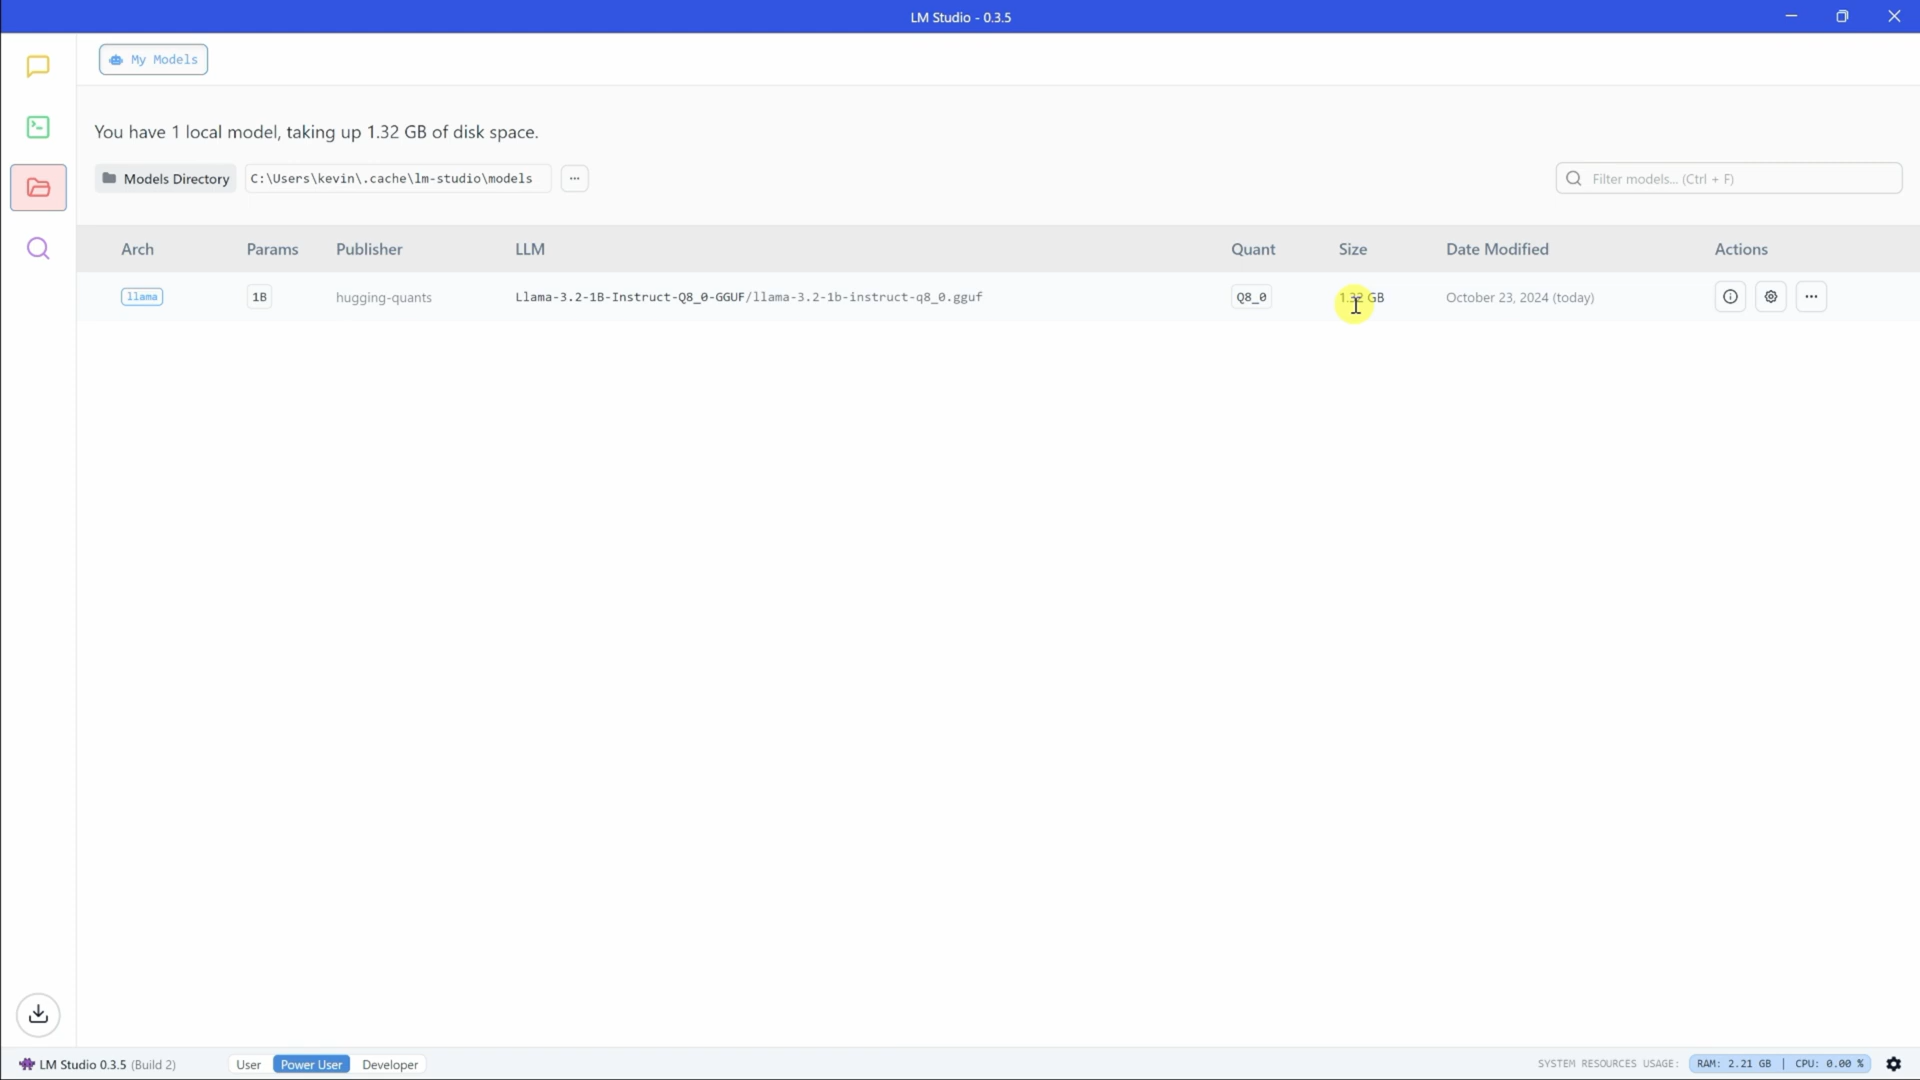 LM Studio - 0.3.5
My Models
You have 1 local model, taking up 1.32 GB of disk space.
Models Directory C:\Users\kevin\.cache\lm-studio\models ...
Filter models... (Ctrl + F)
Arch Params Publisher LLM Quant Size Date Modified Actions
llama 1B hugging-quants Llama-3.2-1B-Instruct-Q8_0-GGUF/llama-3.2-1b-instruct-q8_0.gguf Q8_0 1.32 GB October 23, 2024 (today) ...
LM Studio 0.3.5 (Build 2) User Power User Developer SYSTEM RESOURCES USAGE: RAM: 2.21 GB | CPU: 0.00 %